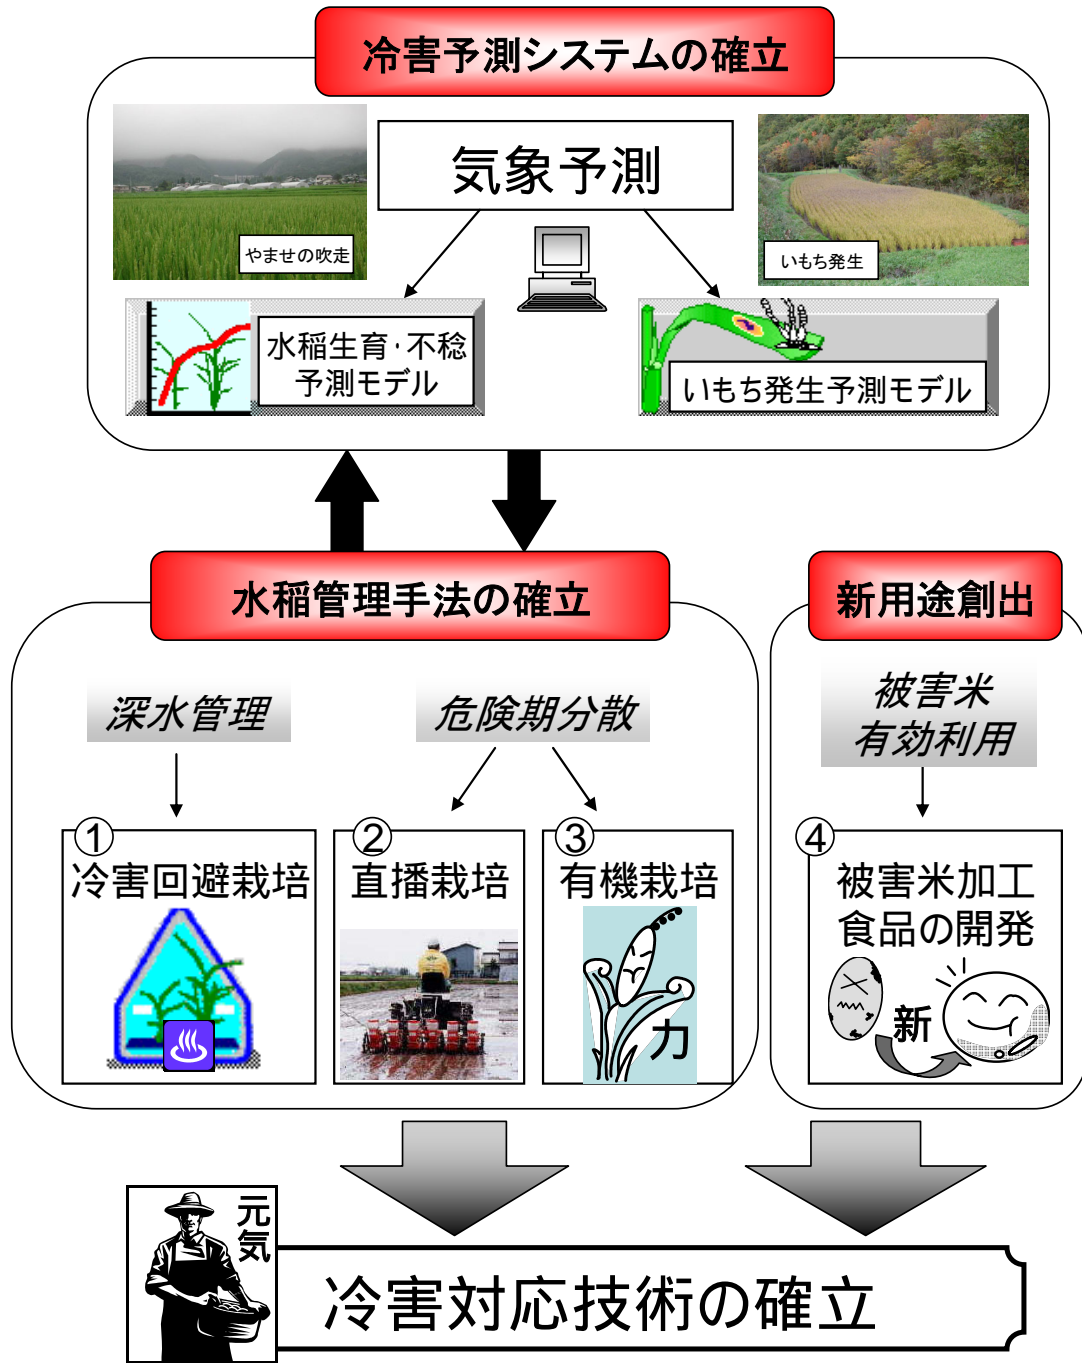 冷害予測システムの確立
気象予測
やませの吹走
いもち発生
水稲生育･不稔
予測モデル
いもち発生予測モデル
水稲管理手法の確立
新用途創出
深水管理
危険期分散
被害米
有効利用
①
冷害回避栽培
②
直播栽培
③
有機栽培
力
④
被害米加工
食品の開発
新
元気
冷害対応技術の確立